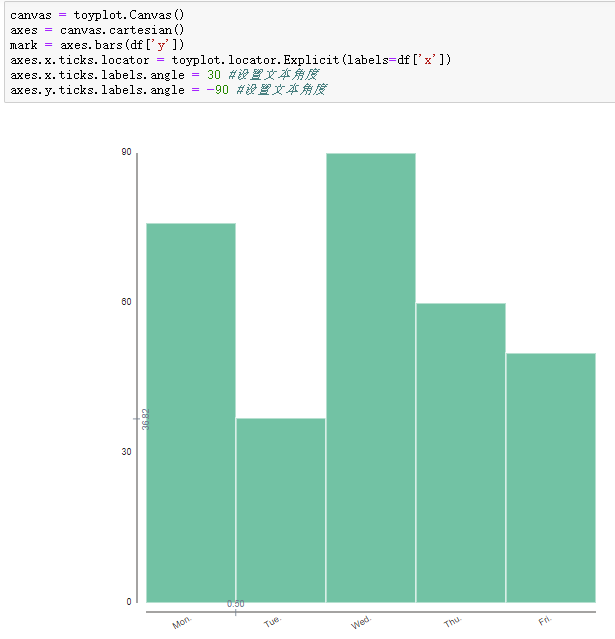 canvas = toyplot.Canvas()
axes = canvas.cartesian()
mark = axes.bars(df['y'])
axes.x.ticks.locator = toyplot.locator.Explicit(labels=df['x'])
axes.x.ticks.labels.angle = 30 #设置文本角度
axes.y.ticks.labels.angle = -90 #设置文本角度
90
60
36.82
30
0
0.50
Mon. Tue. Wed. Thu. Fri.